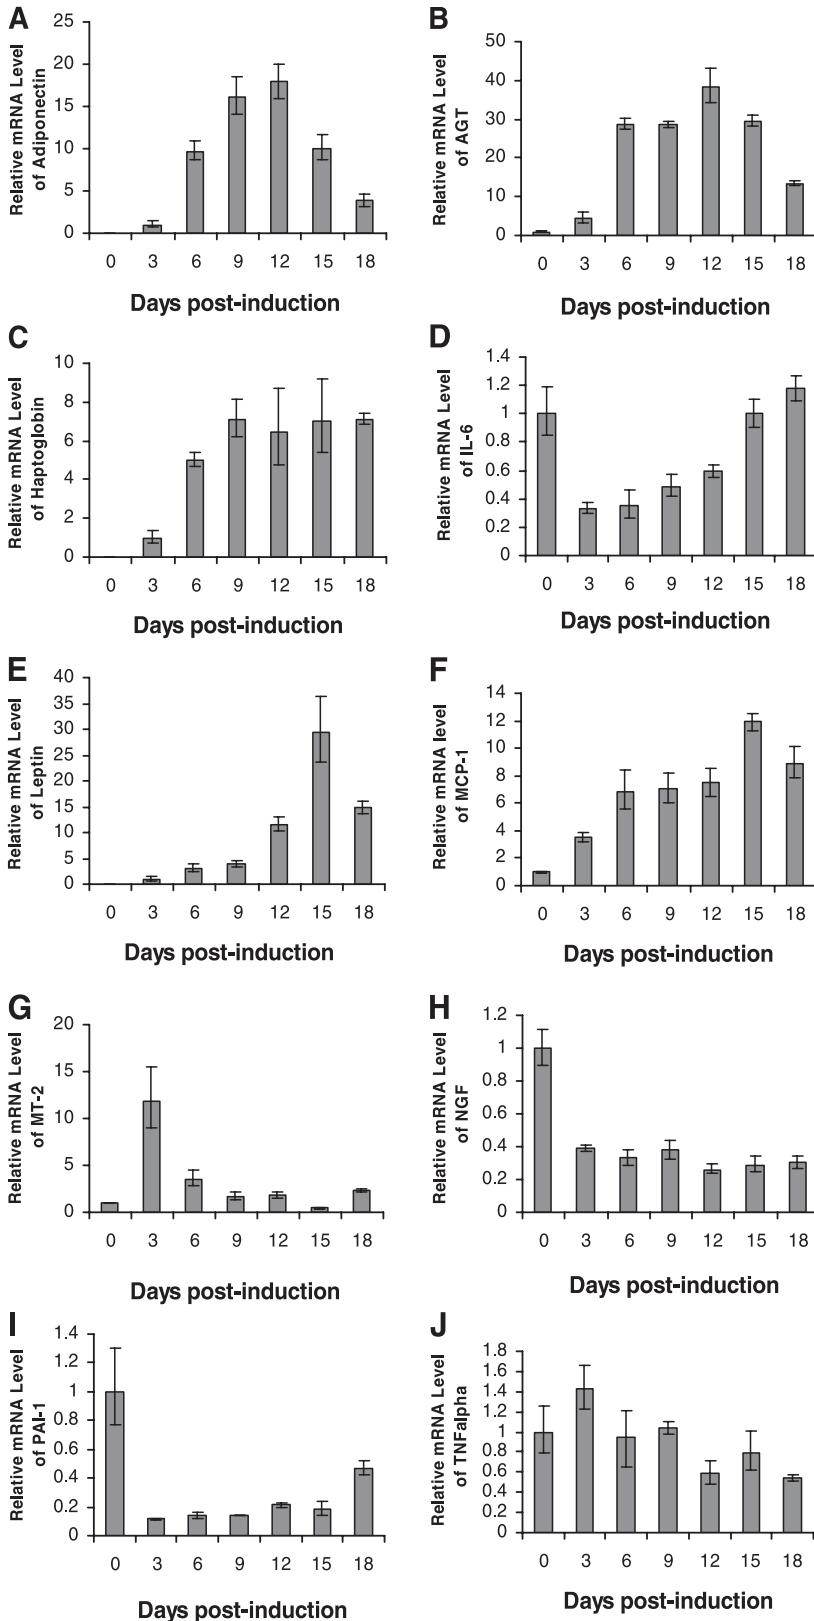 A
Relative mRNA Level
of Adiponectin
25
20
15
10
5
0
0 3 6 9 12 15 18
Days post-induction
B
Relative mRNA Level
of AGT
50
40
30
20
10
0
0 3 6 9 12 15 18
Days post-induction
C
Relative mRNA Level
of Haptoglobin
10
8
6
4
2
0
0 3 6 9 12 15 18
Days post-induction
D
Relative mRNA Level
of IL-6
1.4
1.2
1
0.8
0.6
0.4
0.2
0
0 3 6 9 12 15 18
Days post-induction
E
Relative mRNA Level
of Leptin
40
35
30
25
20
15
10
5
0
0 3 6 9 12 15 18
Days post-induction
F
Relative mRNA level
of MCP-1
14
12
10
8
6
4
2
0
0 3 6 9 12 15 18
Days post-induction
G
Relative mRNA Level
of MT-2
20
15
10
5
0
0 3 6 9 12 15 18
Days post-induction
H
Relative mRNA Level
of NGF
1.2
1
0.8
0.6
0.4
0.2
0
0 3 6 9 12 15 18
Days post-induction
I
Relative mRNA Level
of PAI-1
1.4
1.2
1
0.8
0.6
0.4
0.2
0
0 3 6 9 12 15 18
Days post-induction
J
Relative mRNA Level
of TNFalpha
1.8
1.6
1.4
1.2
1
0.8
0.6
0.4
0.2
0
0 3 6 9 12 15 18
Days post-induction